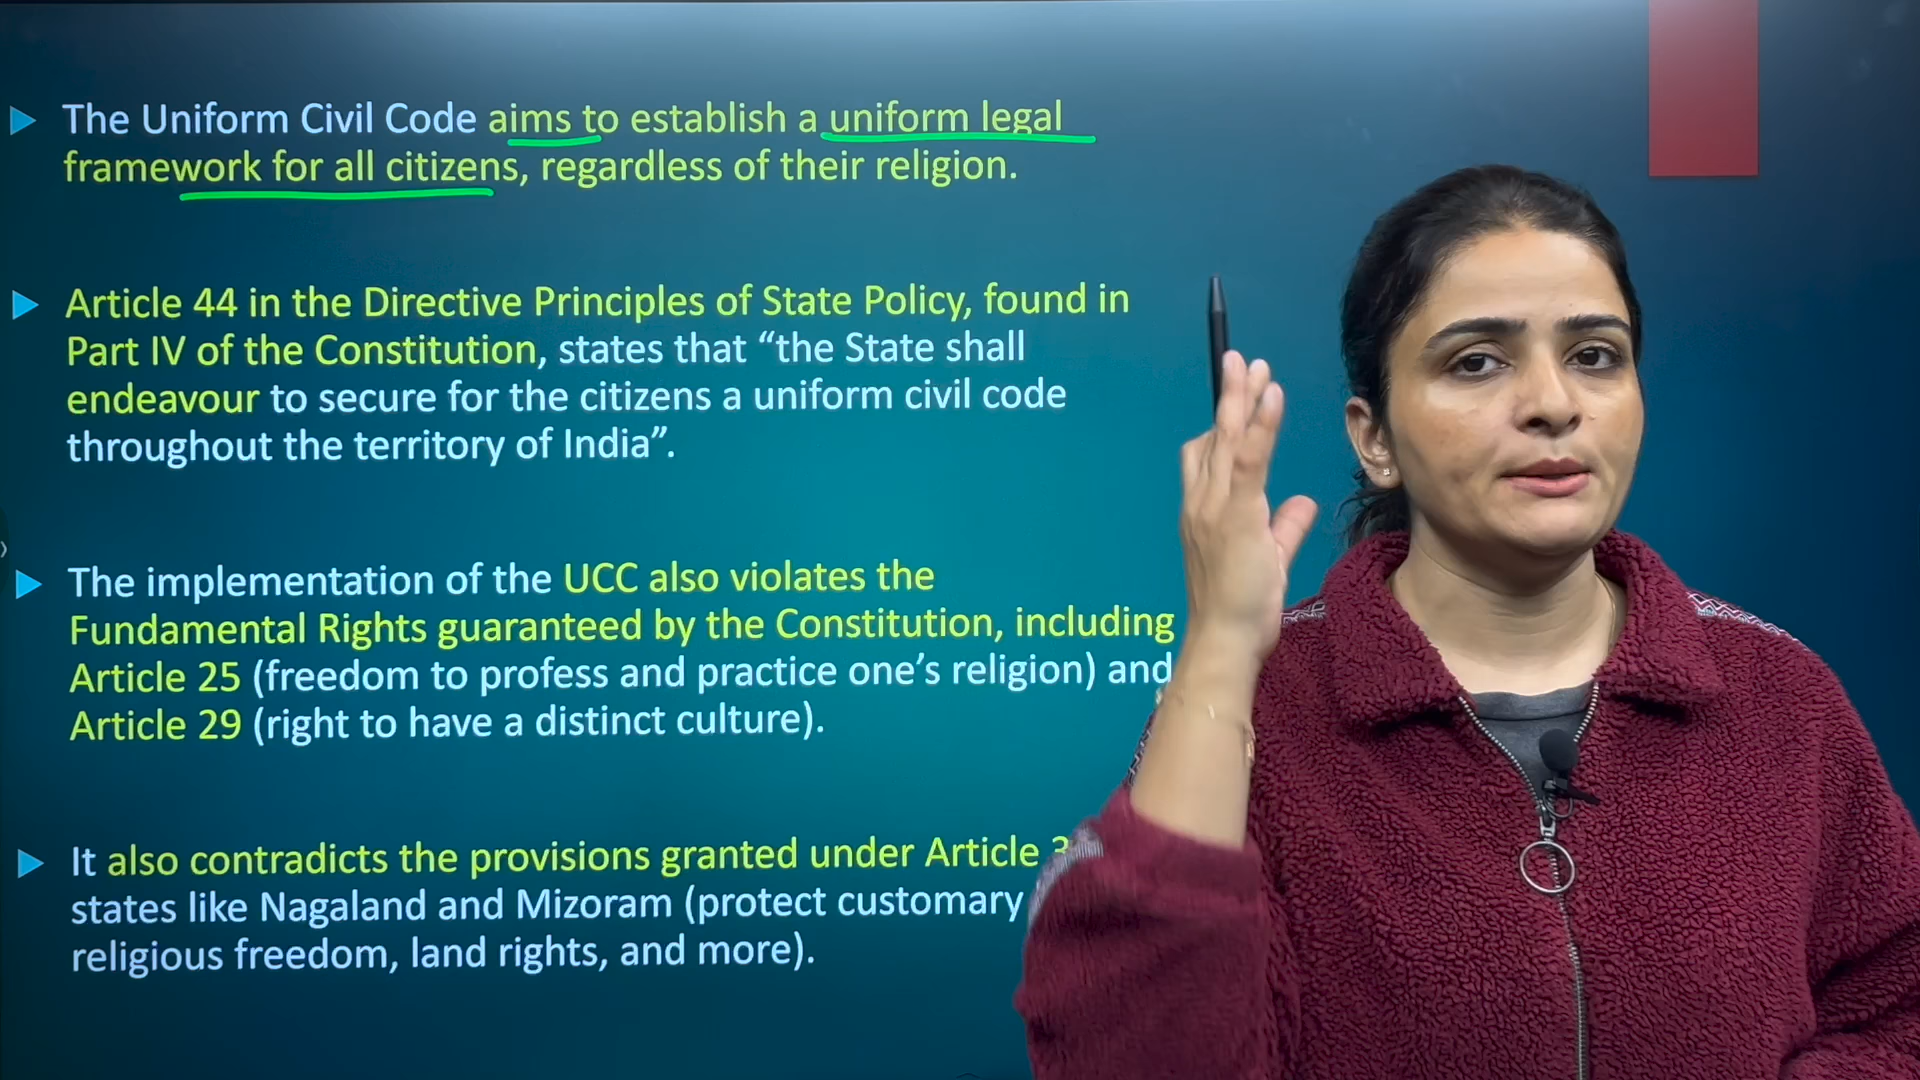 The Uniform Civil Code aims to establish a uniform legal
framework for all citizens, regardless of their religion.
Article 44 in the Directive Principles of State Policy, found in
Part IV of the Constitution, states that “the State shall
endeavour to secure for the citizens a uniform civil code
throughout the territory of India”.
The implementation of the UCC also violates the
Fundamental Rights guaranteed by the Constitution, including
Article 25 (freedom to profess and practice one’s religion) and
Article 29 (right to have a distinct culture).
It also contradicts the provisions granted under Article
states like Nagaland and Mizoram (protect customary
religious freedom, land rights, and more).